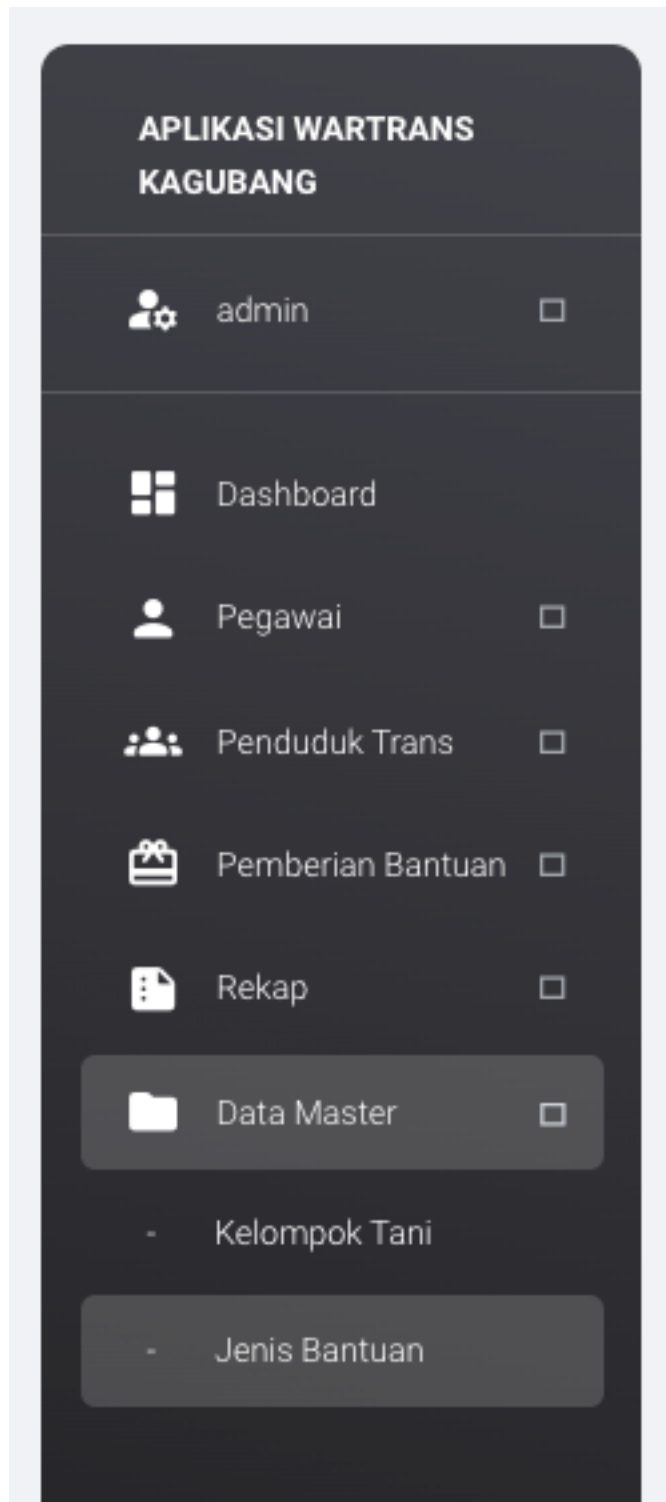 APLIKASI WARTRANS
KAGUBANG
admin
Dashboard
Pegawai
Penduduk Trans
Pemberian Bantuan
Rekap
Data Master
- Kelompok Tani
- Jenis Bantuan